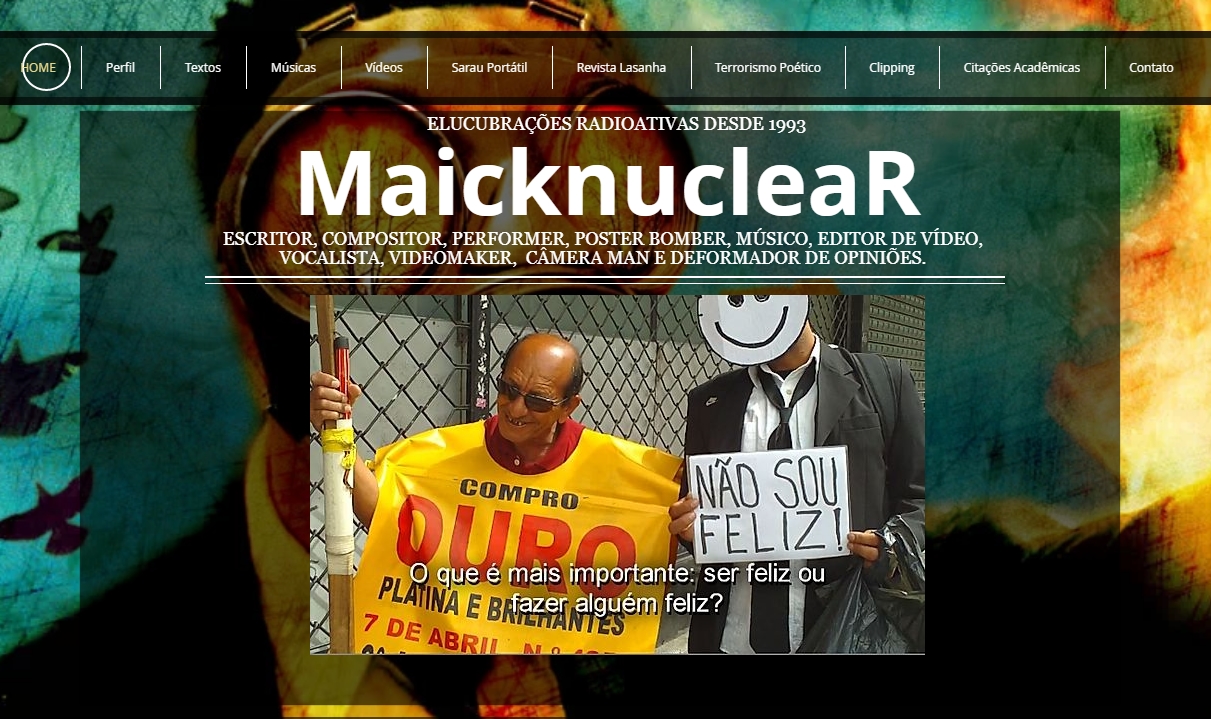 HOME Perfil Textos Músicas Vídeos Sarau Portátil Revista Lasanha Terrorismo Poético Clipping Citações Acadêmicas Contato
ELUCUBRAÇÕES RADIOATIVAS DESDE 1993
MaicknucleaR
ESCRITOR, COMPOSITOR, PERFORMER, POSTER BOMBER, MÚSICO, EDITOR DE VÍDEO,
VOCALISTA, VIDEOMAKER, CÂMERA MAN E DEFORMADOR DE OPINIÕES.
COMPRO
OURO
PLATINA E BRILHANTES
7 DE ABRIL
NÃO SOU
FELIZ!
O que é mais importante: ser feliz ou
fazer alguém feliz?